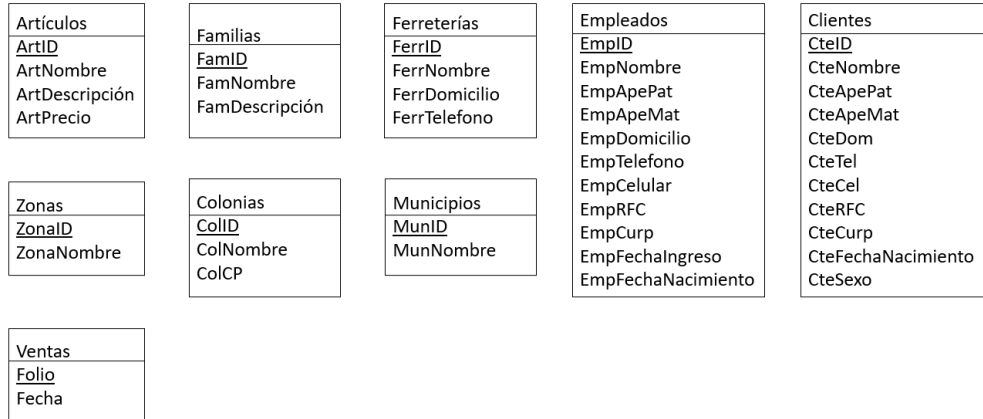 Artículos
ArtID
ArtNombre
ArtDescripción
ArtPrecio
Familias
FamID
FamNombre
FamDescripción
Ferreterías
FerrID
FerrNombre
FerrDomicilio
FerrTelefono
Empleados
EmpID
EmpNombre
EmpApePat
EmpApeMat
EmpDomicilio
EmpTelefono
EmpCelular
EmpRFC
EmpCurp
EmpFechaIngreso
EmpFechaNacimiento
Clientes
CteID
CteNombre
CteApePat
CteApeMat
CteDom
CteTel
CteCel
CteRFC
CteCurp
CteFechaNacimiento
CteSexo
Zonas
ZonaID
ZonaNombre
Colonias
ColID
ColNombre
ColCP
Municipios
MunID
MunNombre
Ventas
Folio
Fecha